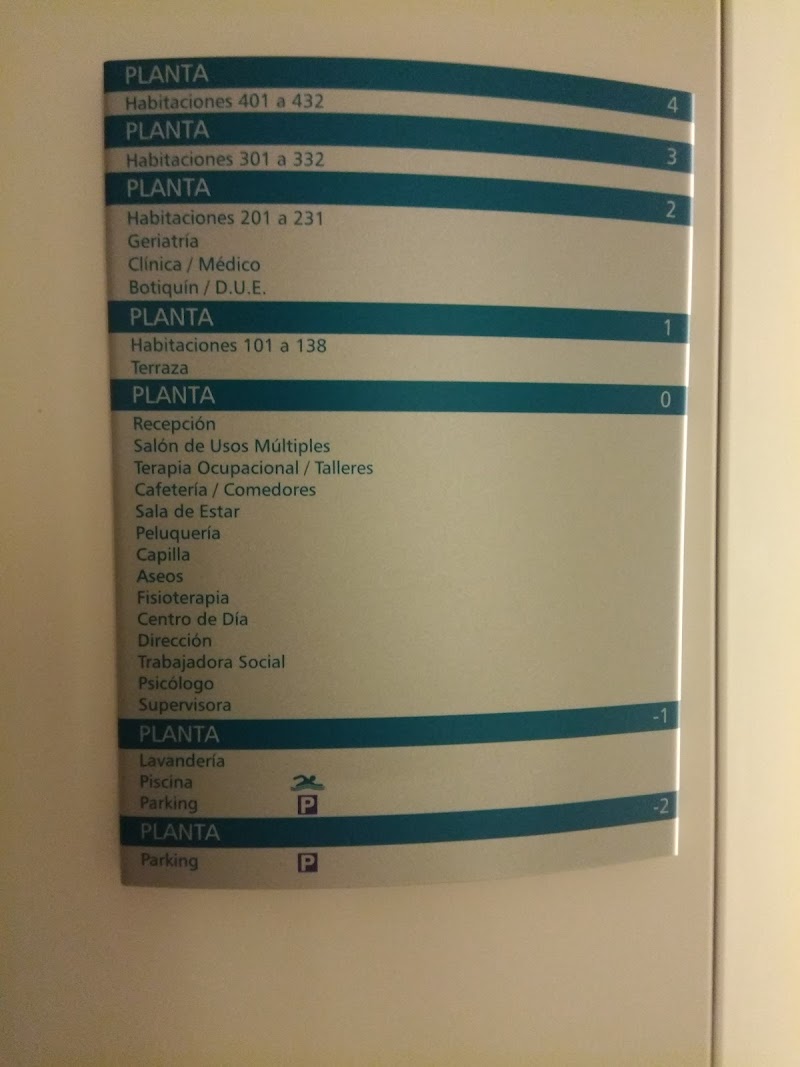 PLANTA 4
Habitaciones 401 a 432
PLANTA 3
Habitaciones 301 a 332
PLANTA 2
Habitaciones 201 a 231
Geriatría
Clínica / Médico
Botiquín / D.U.E.
PLANTA 1
Habitaciones 101 a 138
Terraza
PLANTA 0
Recepción
Salón de Usos Múltiples
Terapia Ocupacional / Talleres
Cafetería / Comedores
Sala de Estar
Peluquería
Capilla
Aseos
Fisioterapia
Centro de Día
Dirección
Trabajadora Social
Psicólogo
Supervisora
PLANTA -1
Lavandería
Piscina
Parking P
PLANTA -2
Parking P